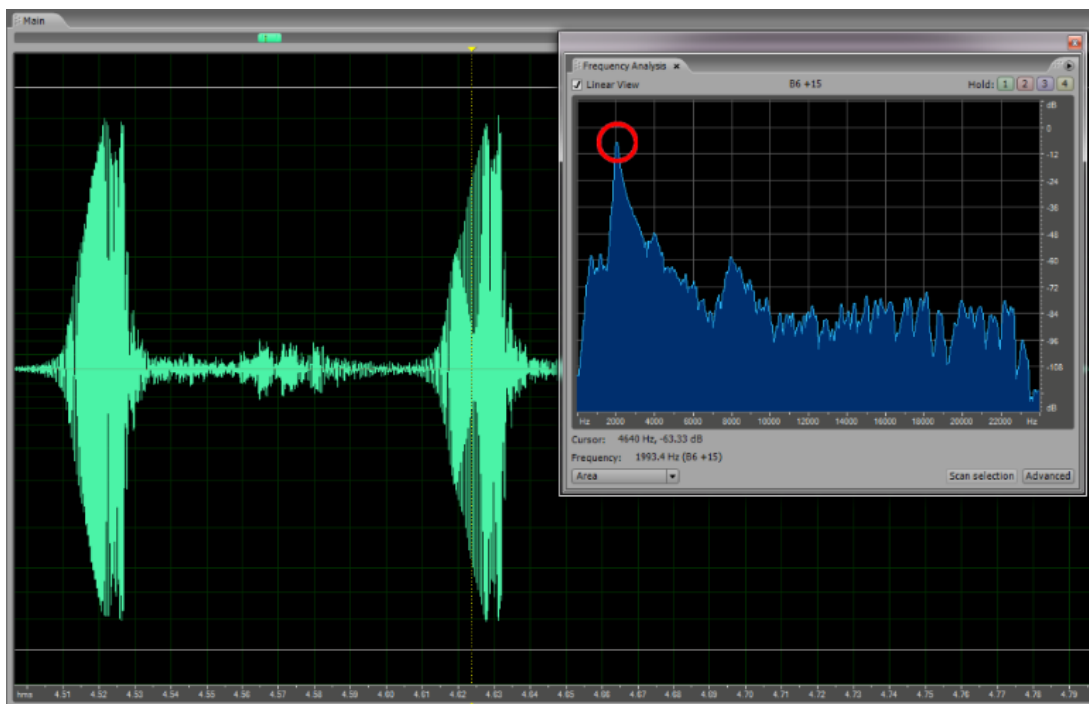 Main
Frequency Analysis x
Linear View B6 +15 Hold: 1 2 3 4
dB
0
-12
-24
-36
-48
-60
-72
-84
-96
-108
dB
Hz 2000 4000 6000 8000 10000 12000 14000 16000 18000 20000 22000 Hz
Cursor: 4640 Hz, -63.33 dB
Frequency: 1993.4 Hz (B6 +15)
Area Scan selection Advanced
hms 4.51 4.52 4.53 4.54 4.55 4.56 4.57 4.58 4.59 4.60 4.61 4.62 4.63 4.64 4.65 4.66 4.67 4.68 4.69 4.70 4.71 4.72 4.73 4.74 4.75 4.76 4.77 4.78 4.79